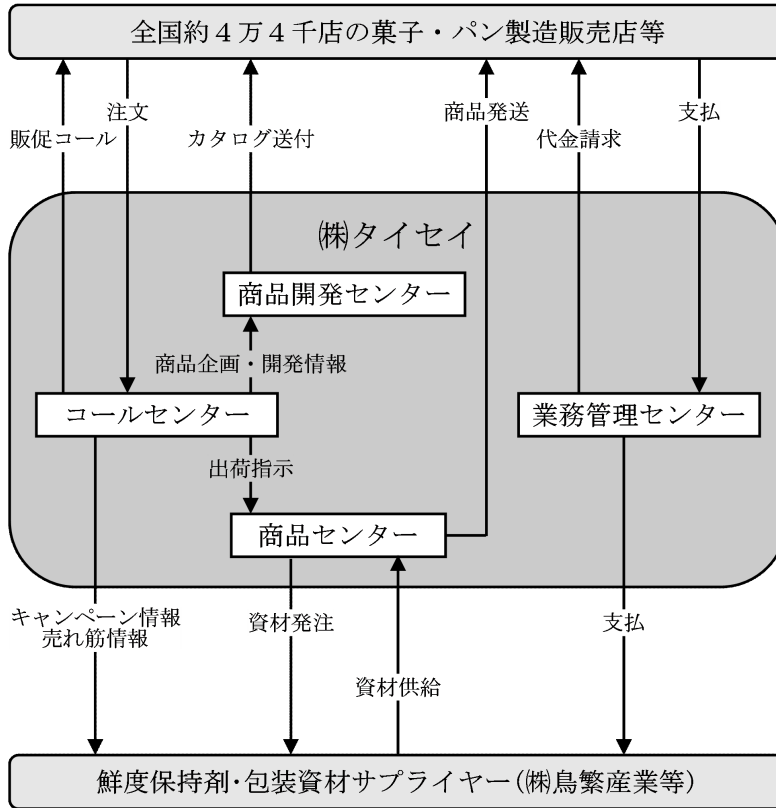 全国約４万４千店の菓子・パン製造販売店等
注文
商品発送
支払
販促コール
カタログ送付
代金請求
㈱タイセイ
商品開発センター
商品企画・開発情報
コールセンター
業務管理センター
出荷指示
商品センター
キャンペーン情報
売れ筋情報
資材発注
支払
資材供給
鮮度保持剤・包装資材サプライヤー（㈱鳥繁産業等）